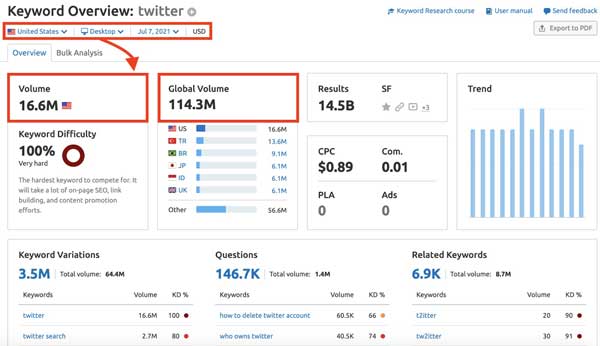 Keyword Overview: twitter
Keyword Research course
User manual
Send feedback
United States
Desktop
Jul 7, 2021
USD
Export to PDF
Overview
Bulk Analysis
Volume
16.6M
Keyword Difficulty
100%
Very hard
The hardest keyword to compete for. It
will take a lot of on-page SEO, link
building, and content promotion
efforts.
Global Volume
114.3M
US 16.6M
TR 13.6M
BR 9.1M
JP 6.1M
ID 6.1M
UK 6.1M
Other 56.6M
Results
14.5B
SF
+3
CPC
$0.89
Com.
0.01
PLA
0
Ads
0
Trend
Keyword Variations
3.5M Total volume: 64.4M
Keywords Volume KD %
twitter 16.6M 100
twitter search 2.7M 80
Questions
146.7K Total volume: 1.4M
Keywords Volume KD %
how to delete twitter account 60.5K 66
who owns twitter 40.5K 74
Related Keywords
6.9K Total volume: 8.7M
Keywords Volume KD %
t2itter 20 90
tw2itter 30 91